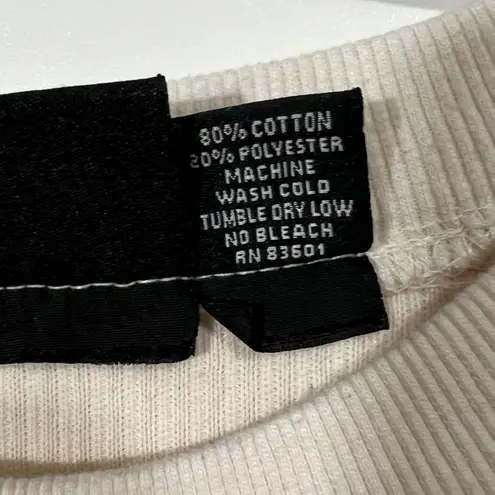 80% COTTON
20% POLYESTER
MACHINE
WASH COLD
TUMBLE DRY LOW
NO BLEACH
RN 83601